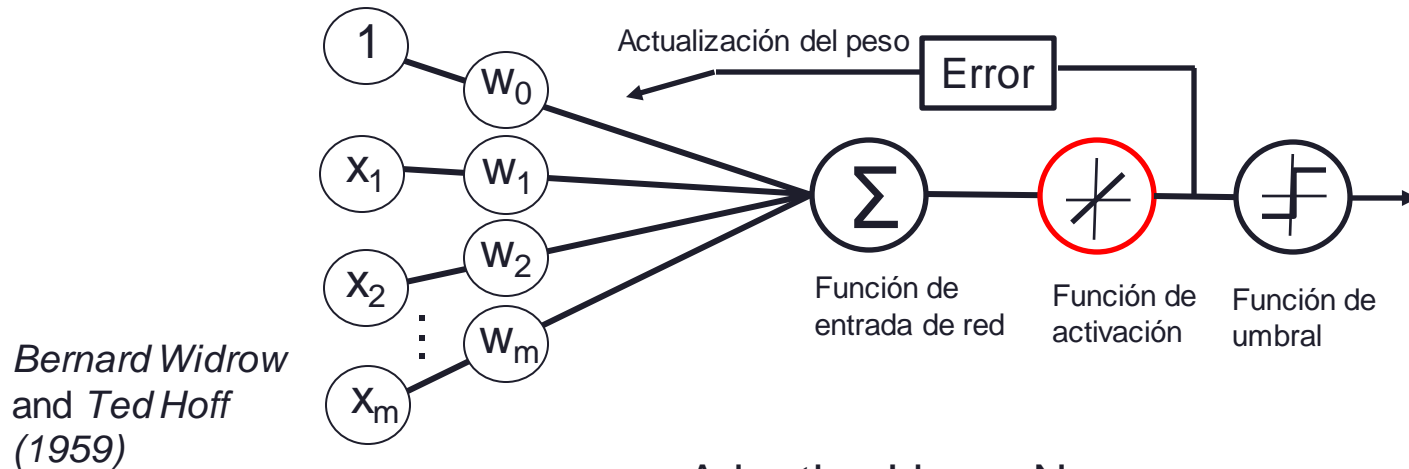 1
Actualización del peso
Error
w0
x1
w1
Σ
x2
w2
Función de
entrada de red
Función de
activación
Función de
umbral
⋮
wm
xm
Bernard Widrow
and Ted Hoff
(1959)